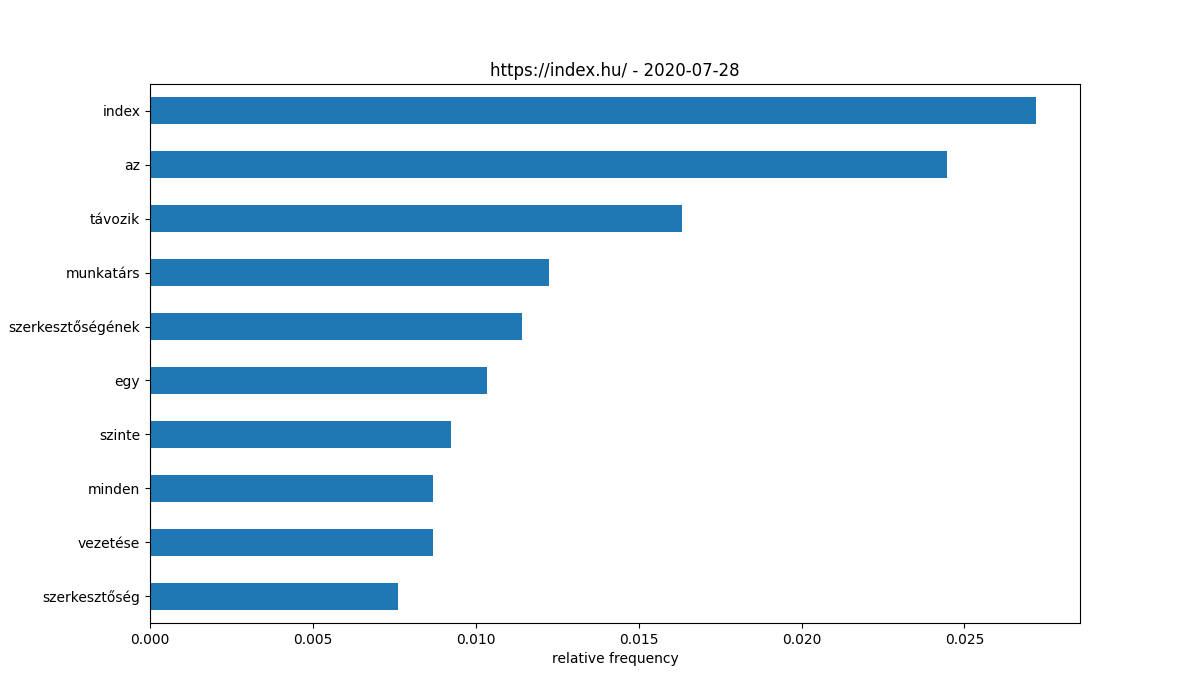 https://index.hu/ - 2020-07-28
index
az
távozik
munkatárs
szerkesztőségének
egy
szinte
minden
vezetése
szerkesztőség
0.000 0.005 0.010 0.015 0.020 0.025
relative frequency